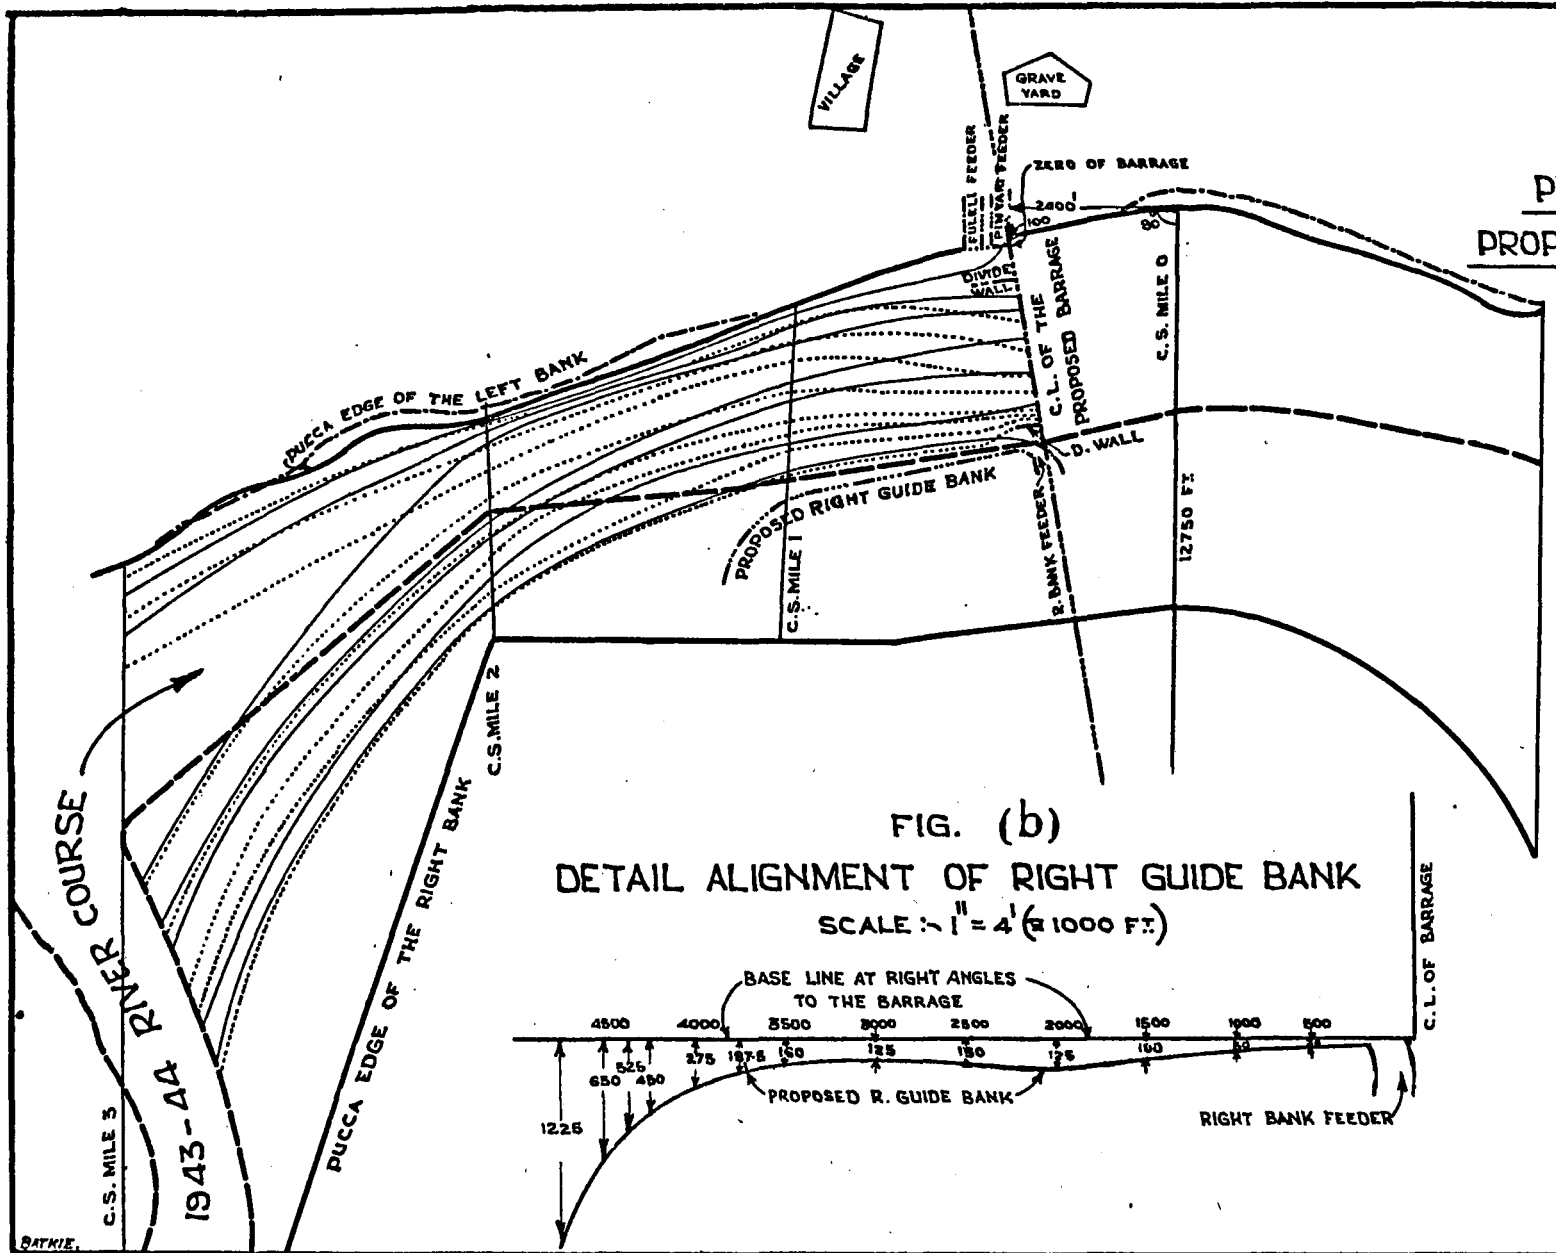 VILLAGE
GRAVE
YARD
FULELI FEEDER
PINYARI FEEDER
ZERO OF BARRAGE
2400'
100
80
DIVIDE
WALL
C.L. OF THE
PROPOSED BARRAGE
C.S. MILE 0
12750 FT.
PUCCA EDGE OF THE LEFT BANK
D. WALL
PROPOSED RIGHT GUIDE BANK
R. BANK FEEDER
C.S. MILE 1
C.S. MILE 2
PUCCA EDGE OF THE RIGHT BANK
1943-44 RIVER COURSE
C.S. MILE 3
PROP
FIG. (b)
DETAIL ALIGNMENT OF RIGHT GUIDE BANK
SCALE :- 1" = 4' (≡ 1000 FT.)
C.L. OF BARRAGE
BASE LINE AT RIGHT ANGLES
TO THE BARRAGE
4500 4000 3500 3000 2500 2000 1500 1000 500
1225 650 525 450 275 187.5 150 125 150 175 100
PROPOSED R. GUIDE BANK
RIGHT BANK FEEDER
BATKIE.